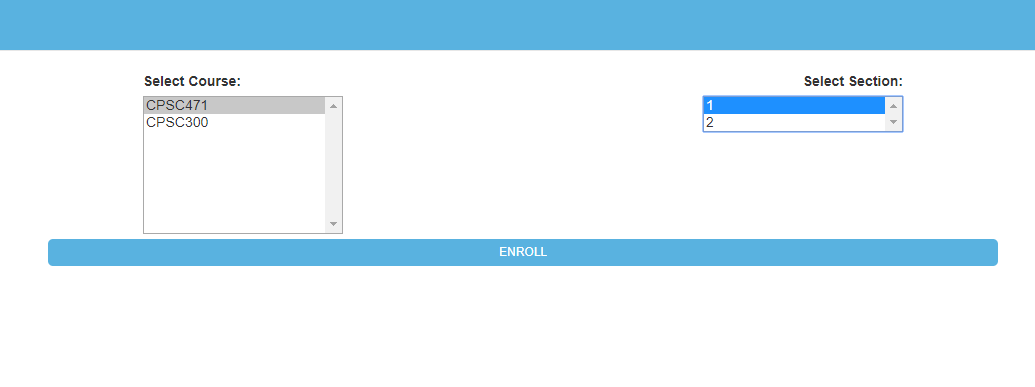 Select Course:
CPSC471
CPSC300
Select Section:
1
2
ENROLL